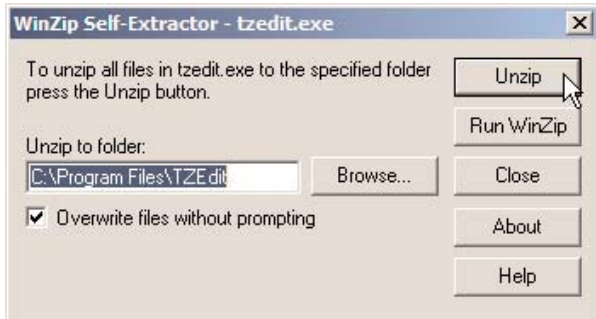 WinZip Self-Extractor - tzedit.exe
To unzip all files in tzedit.exe to the specified folder
press the Unzip button.
Unzip to folder:
C:\Program Files\TZEdit
Browse...
Overwrite files without prompting
Unzip
Run WinZip
Close
About
Help